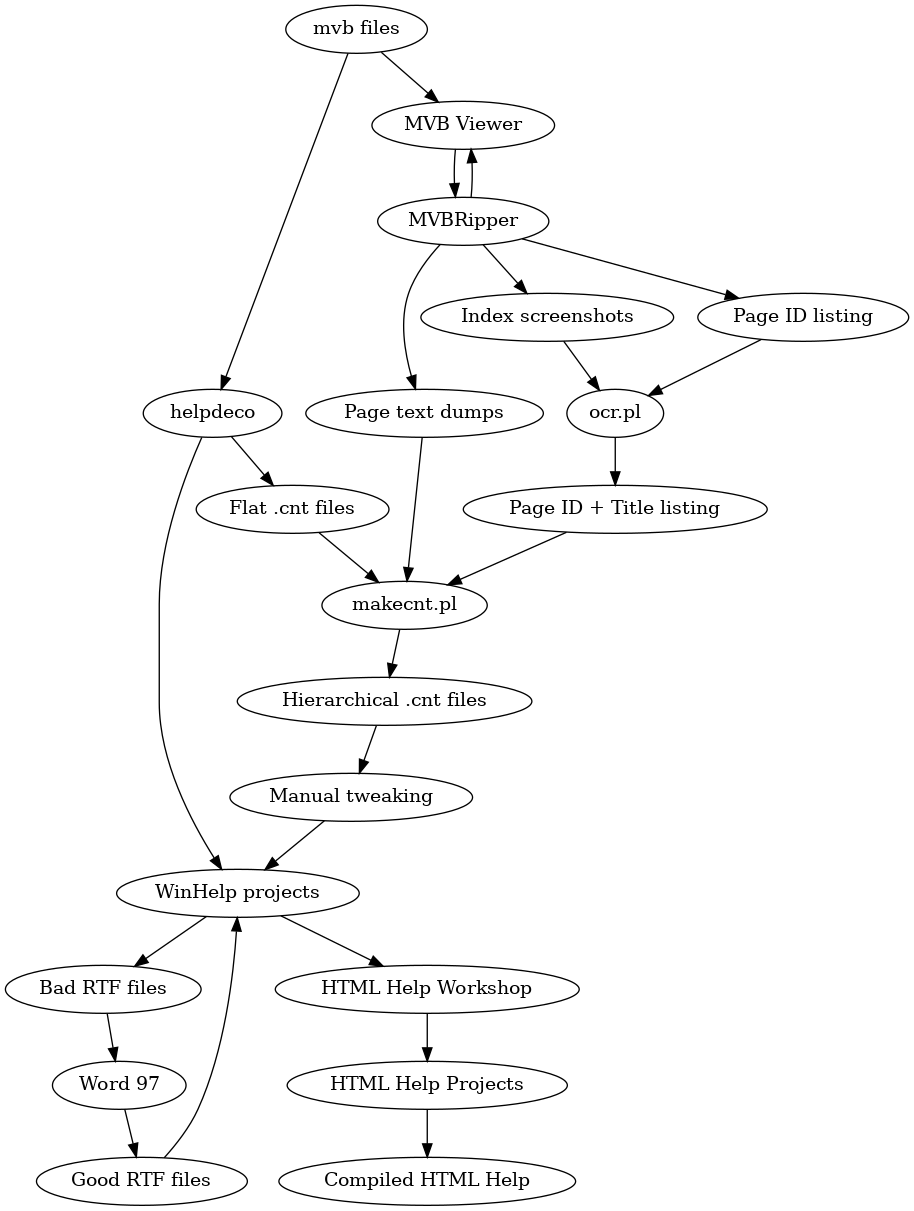 mvb files
MVB Viewer
MVBRipper
Index screenshots
Page ID listing
helpdeco
Page text dumps
ocr.pl
Flat .cnt files
Page ID + Title listing
makecnt.pl
Hierarchical .cnt files
Manual tweaking
WinHelp projects
Bad RTF files
HTML Help Workshop
Word 97
HTML Help Projects
Good RTF files
Compiled HTML Help